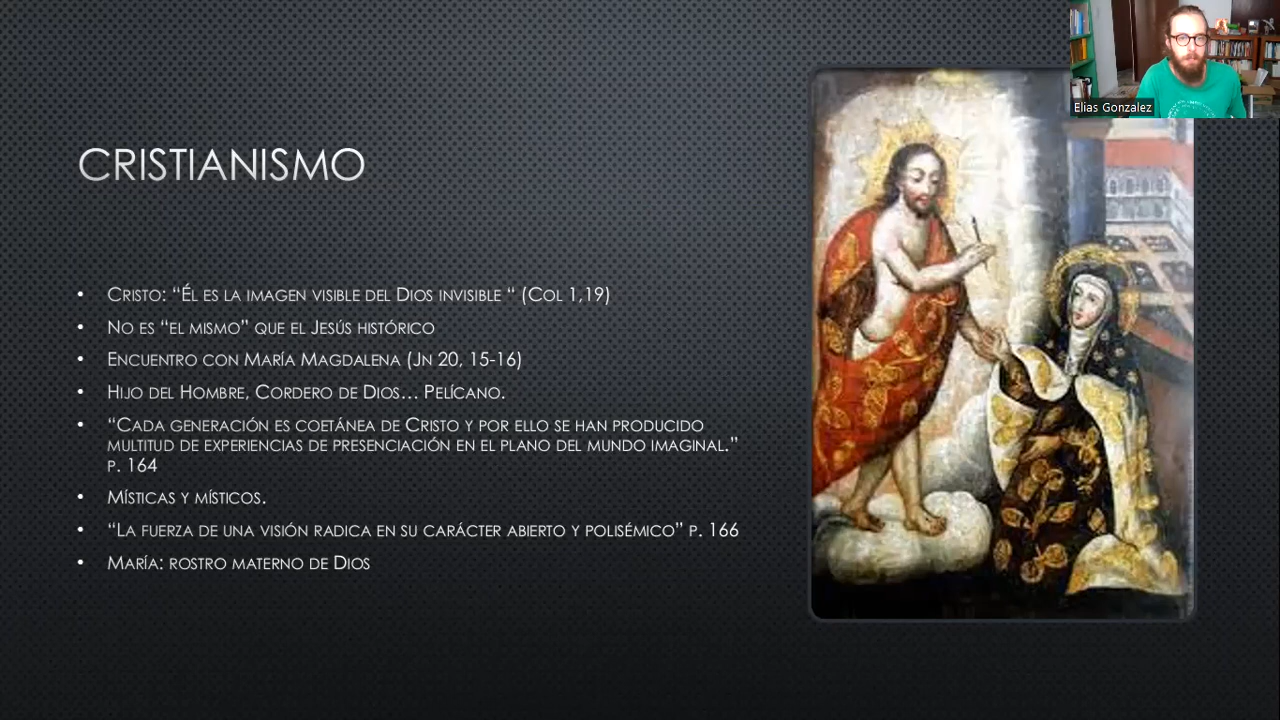 Elias Gonzalez
CRISTIANISMO
• CRISTO: “ÉL ES LA IMAGEN VISIBLE DEL DIOS INVISIBLE “ (COL 1,19)
• NO ES “EL MISMO” QUE EL JESÚS HISTÓRICO
• ENCUENTRO CON MARÍA MAGDALENA (JN 20, 15-16)
• HIJO DEL HOMBRE, CORDERO DE DIOS… PELÍCANO.
• “CADA GENERACIÓN ES COETÁNEA DE CRISTO Y POR ELLO SE HAN PRODUCIDO
MULTITUD DE EXPERIENCIAS DE PRESENCIACIÓN EN EL PLANO DEL MUNDO IMAGINAL.”
P. 164
• MÍSTICAS Y MÍSTICOS.
• “LA FUERZA DE UNA VISIÓN RADICA EN SU CARÁCTER ABIERTO Y POLISÉMICO” P. 166
• MARÍA: ROSTRO MATERNO DE DIOS